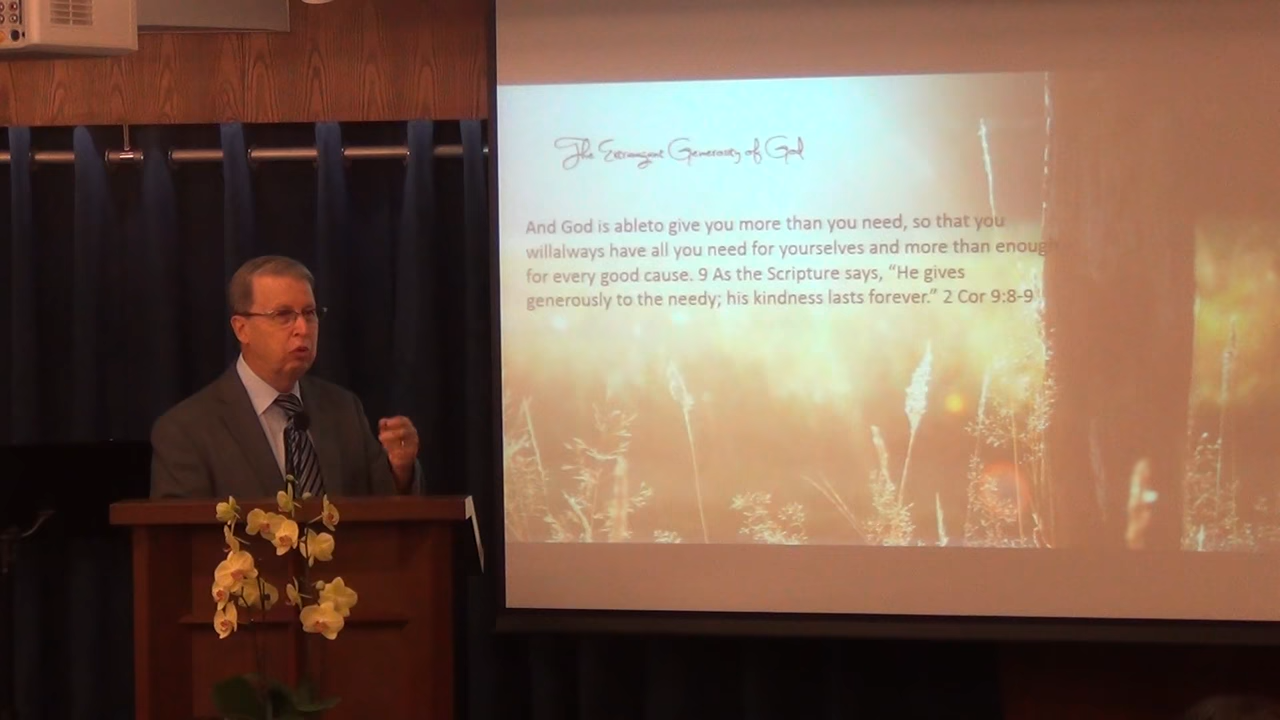 The Extravagant Generosity of God
And God is ableto give you more than you need, so that you
willalways have all you need for yourselves and more than enough
for every good cause. 9 As the Scripture says, “He gives
generously to the needy; his kindness lasts forever.” 2 Cor 9:8-9